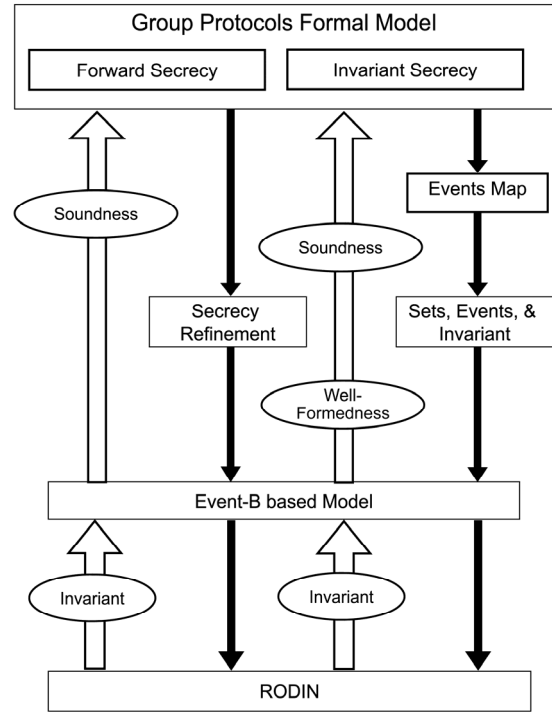 Group Protocols Formal Model
Forward Secrecy
Invariant Secrecy
Events Map
Soundness
Soundness
Secrecy
Refinement
Sets, Events, &
Invariant
Well-
Formedness
Event-B based Model
Invariant
Invariant
RODIN